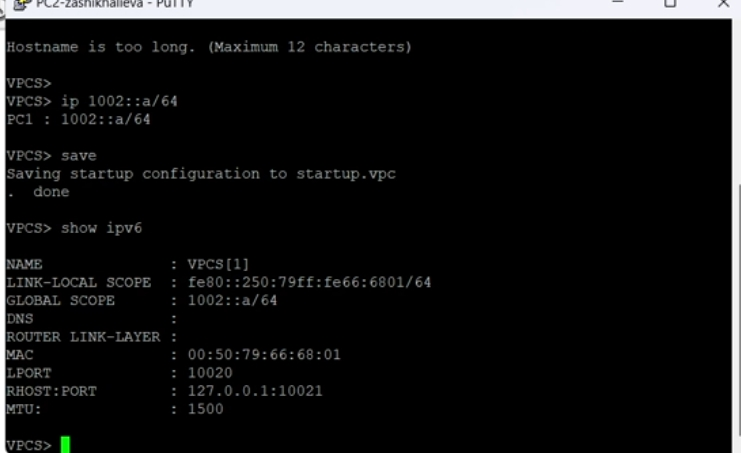 PC2-zashikhalieva - PuTTY
Hostname is too long. (Maximum 12 characters)
VPCS>
VPCS> ip 1002::a/64
PC1 : 1002::a/64
VPCS> save
Saving startup configuration to startup.vpc
.  done
VPCS> show ipv6
NAME              : VPCS[1]
LINK-LOCAL SCOPE  : fe80::250:79ff:fe66:6801/64
GLOBAL SCOPE      : 1002::a/64
DNS               :
ROUTER LINK-LAYER :
MAC               : 00:50:79:66:68:01
LPORT             : 10020
RHOST:PORT        : 127.0.0.1:10021
MTU:              : 1500
VPCS>